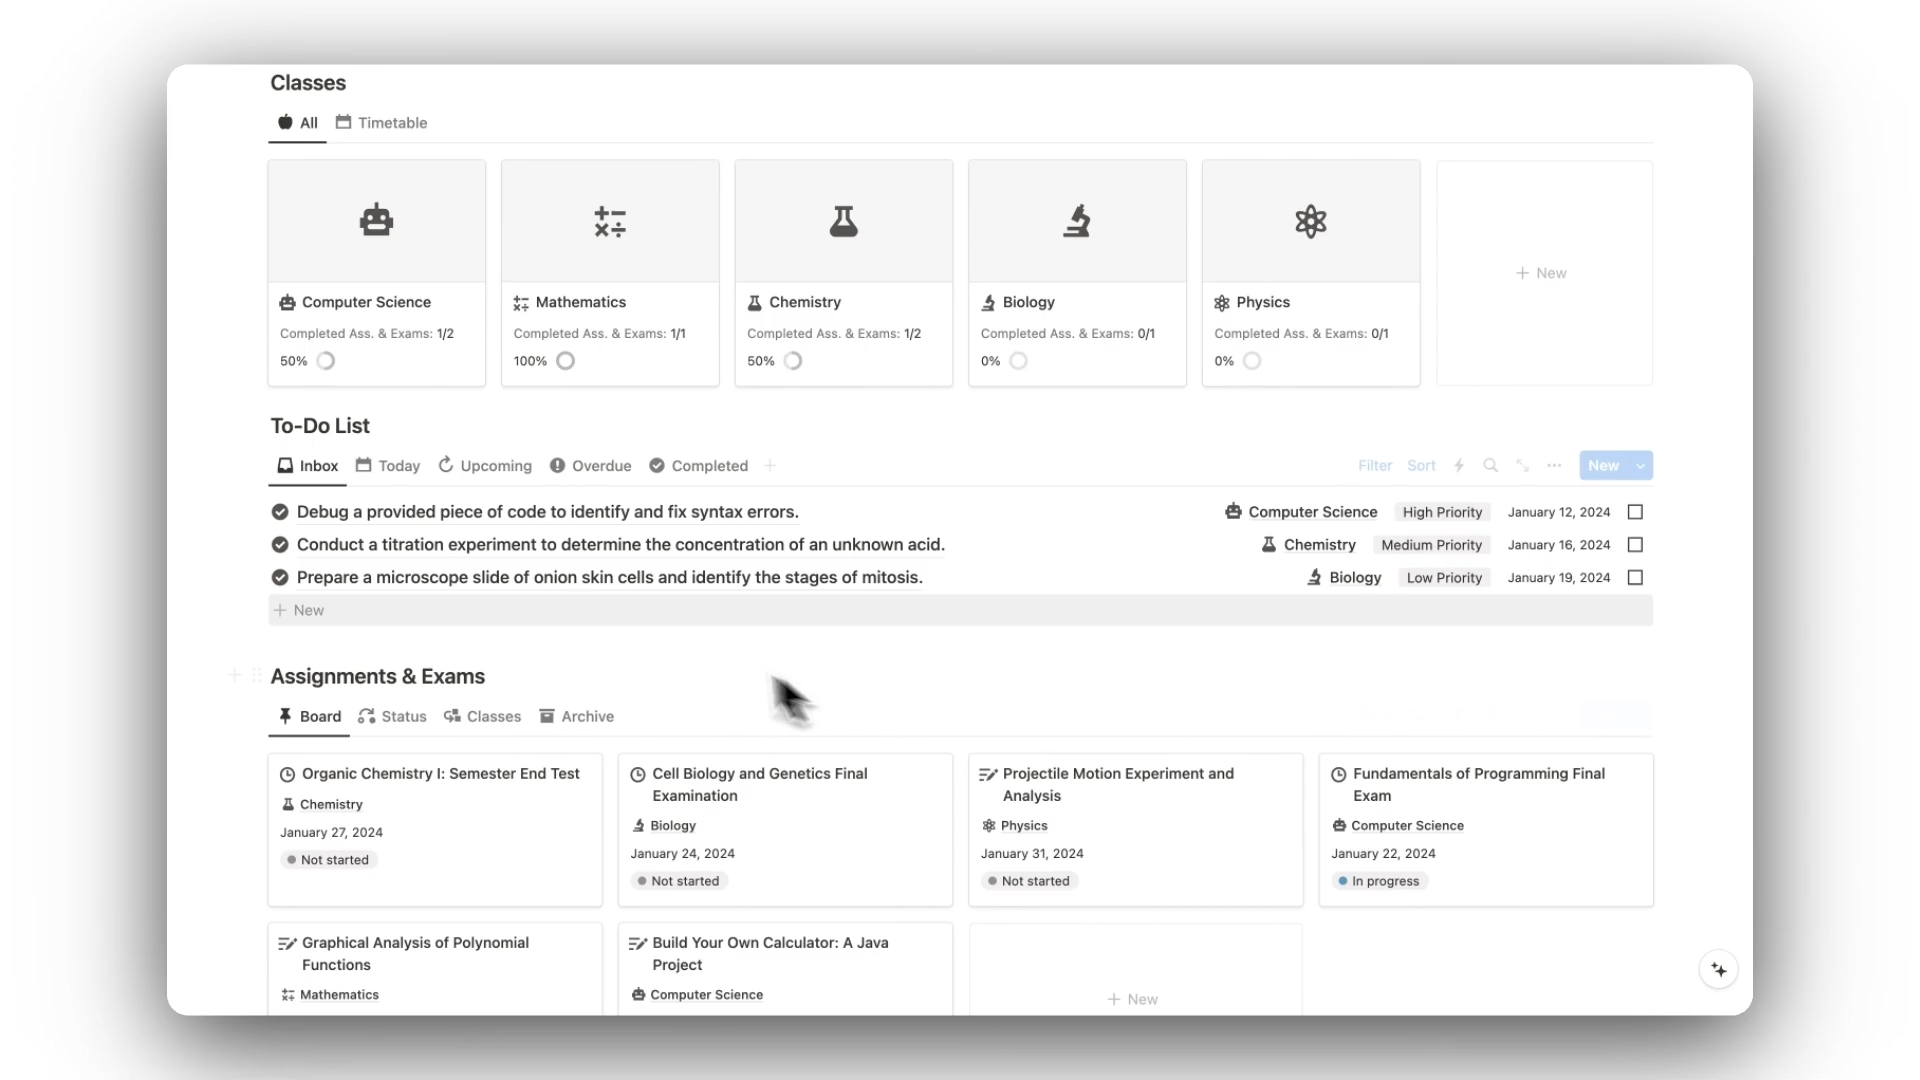 Classes
All Timetable
+ New
Computer Science Mathematics Chemistry Biology Physics
Completed Ass. & Exams: 1/2 Completed Ass. & Exams: 1/1 Completed Ass. & Exams: 1/2 Completed Ass. & Exams: 0/1 Completed Ass. & Exams: 0/1
50% 100% 50% 0% 0%
To-Do List
Inbox Today Upcoming Overdue Completed + Filter Sort New
Debug a provided piece of code to identify and fix syntax errors. Computer Science High Priority January 12, 2024
Conduct a titration experiment to determine the concentration of an unknown acid. Chemistry Medium Priority January 16, 2024
Prepare a microscope slide of onion skin cells and identify the stages of mitosis. Biology Low Priority January 19, 2024
+ New
Assignments & Exams
Board Status Classes Archive
Organic Chemistry I: Semester End Test
Chemistry
January 27, 2024
Not started
Cell Biology and Genetics Final
Examination
Biology
January 24, 2024
Not started
Projectile Motion Experiment and
Analysis
Physics
January 31, 2024
Not started
Fundamentals of Programming Final
Exam
Computer Science
January 22, 2024
In progress
Graphical Analysis of Polynomial
Functions
Mathematics
Build Your Own Calculator: A Java
Project
Computer Science
+ New